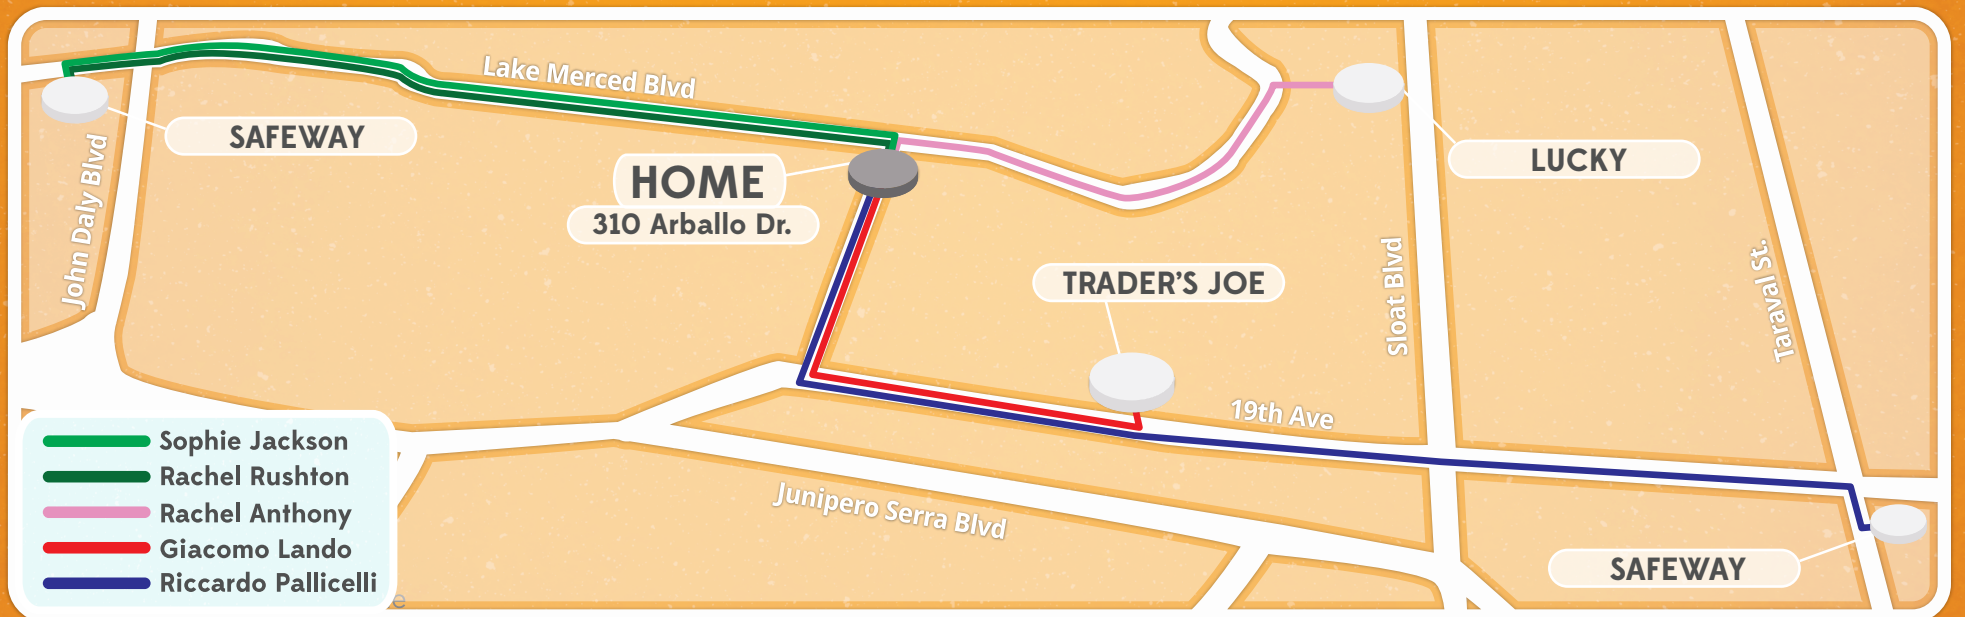 Lake Merced Blvd
SAFEWAY
John Daly Blvd
HOME
310 Arballo Dr.
LUCKY
TRADER'S JOE
Sloat Blvd
Taraval St.
19th Ave
Junipero Serra Blvd
SAFEWAY
Sophie Jackson
Rachel Rushton
Rachel Anthony
Giacomo Lando
Riccardo Pallicelli